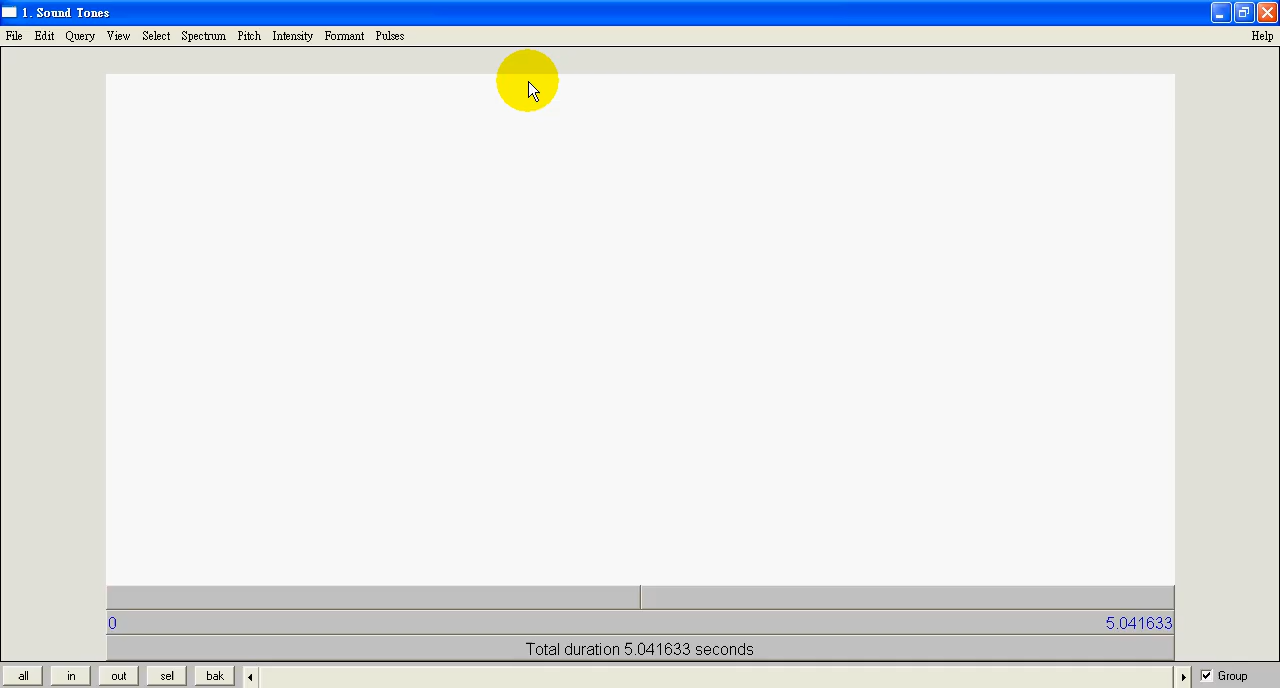 1. Sound Tones
File Edit Query View Select Spectrum Pitch Intensity Formant Pulses Help
0 5.041633
Total duration 5.041633 seconds
all in out sel bak Group